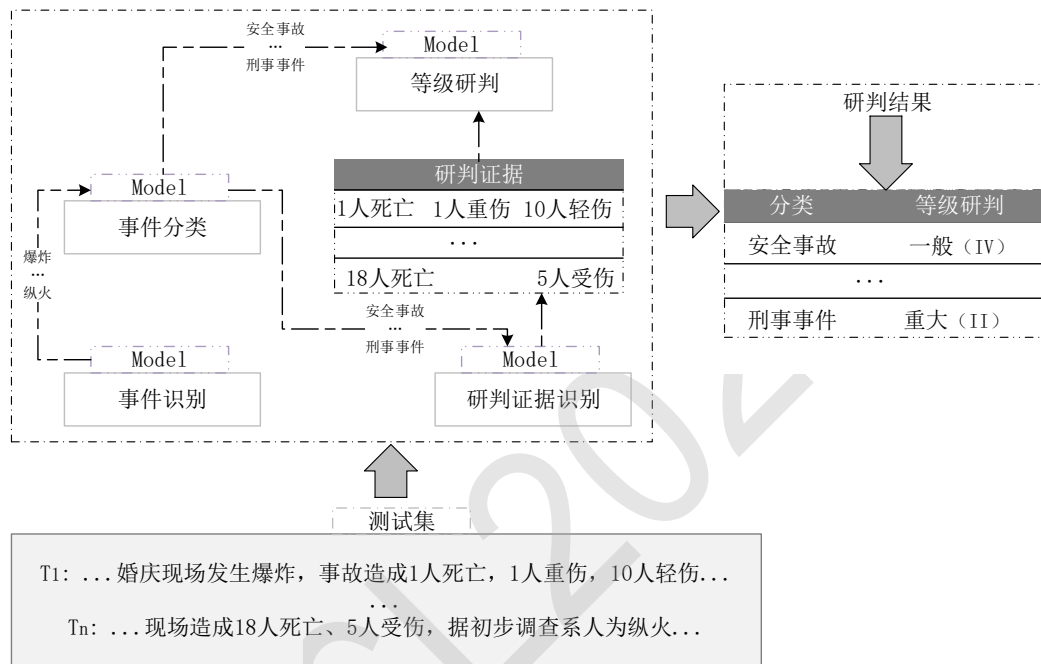 安全事故
...
刑事事件
Model
等级研判
研判证据
1人死亡 1人重伤 10人轻伤
...
18人死亡 5人受伤
Model
事件分类
爆炸
...
纵火
安全事故
...
刑事事件
Model
事件识别
Model
研判证据识别
研判结果
分类 等级研判
安全事故 一般（IV）
...
刑事事件 重大（II）
测试集
T1: ...婚庆现场发生爆炸，事故造成1人死亡，1人重伤，10人轻伤...
...
Tn: ...现场造成18人死亡、5人受伤，据初步调查系人为纵火...